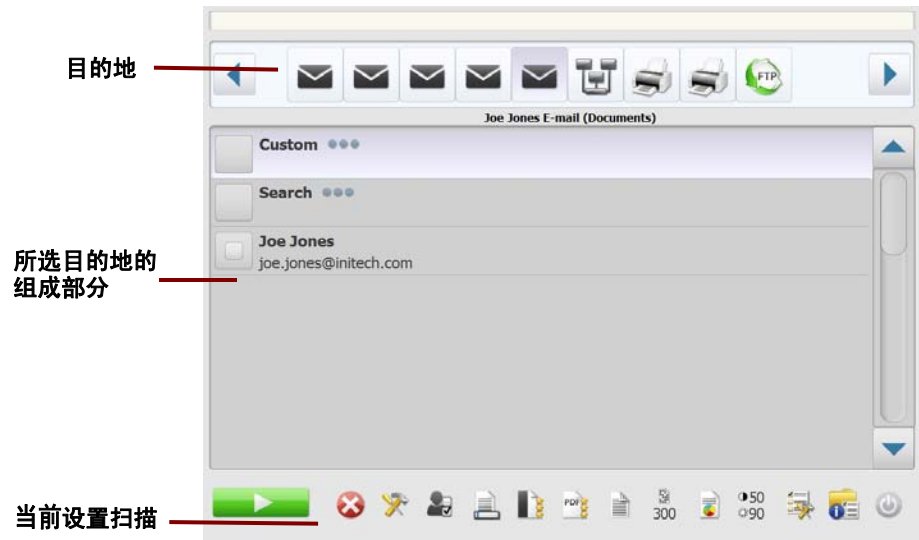 目的地
FTP
Joe Jones E-mail (Documents)
Custom
Search
Joe Jones
joe.jones@initech.com
所选目的地的
组成部分
当前设置扫描
PDF
300
50
90